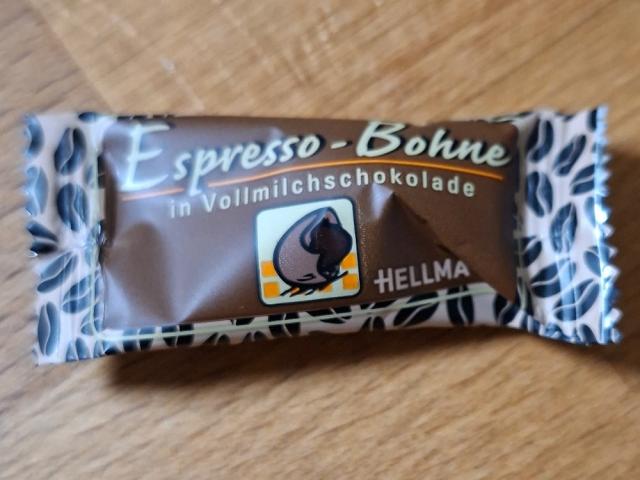 Espresso-Bohne
in Vollmilchschokolade
HELLMA